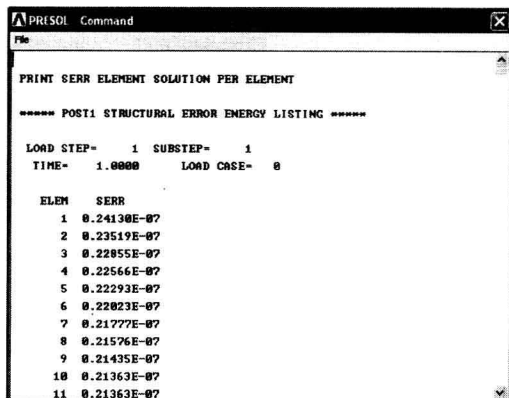 PRESOL Command
File
PRINT SERR ELEMENT SOLUTION PER ELEMENT
***** POST1 STRUCTURAL ERROR ENERGY LISTING *****
LOAD STEP= 1 SUBSTEP= 1
TIME= 1.0000 LOAD CASE= 0
ELEM SERR
1 0.24130E-07
2 0.23519E-07
3 0.22855E-07
4 0.22566E-07
5 0.22293E-07
6 0.22023E-07
7 0.21777E-07
8 0.21576E-07
9 0.21435E-07
10 0.21363E-07
11 0.21363E-07